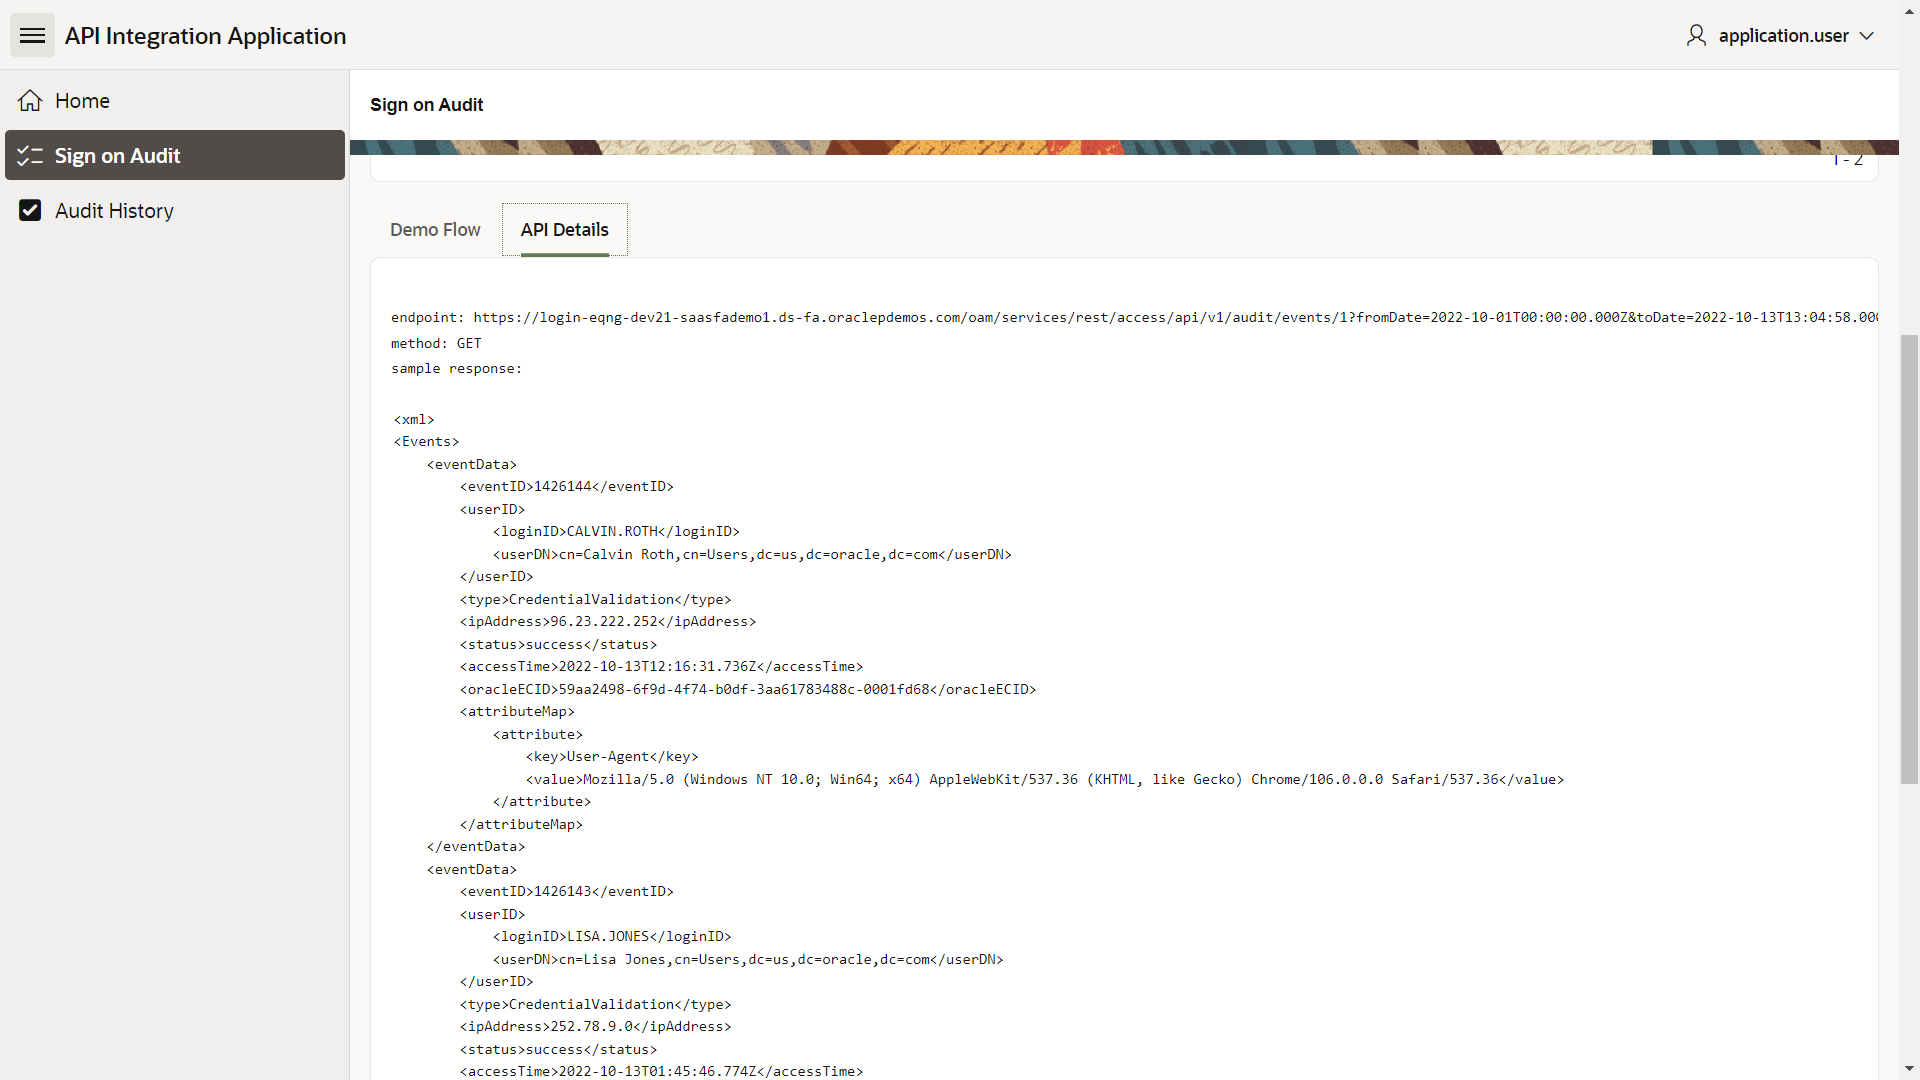 API Integration Application
application.user
Home
Sign on Audit
Audit History
Sign on Audit
1 - 2
Demo Flow
API Details
endpoint: https://login-eqng-dev21-saasfademo1.ds-fa.oraclepdemos.com/oam/services/rest/access/api/v1/audit/events/1?fromDate=2022-10-01T00:00:00.000Z&toDate=2022-10-13T13:04:58.000
method: GET
sample response:
<xml>
<Events>
<eventData>
<eventID>1426144</eventID>
<userID>
<loginID>CALVIN.ROTH</loginID>
<userDN>cn=Calvin Roth,cn=Users,dc=us,dc=oracle,dc=com</userDN>
</userID>
<type>CredentialValidation</type>
<ipAddress>96.23.222.252</ipAddress>
<status>success</status>
<accessTime>2022-10-13T12:16:31.736Z</accessTime>
<oracleECID>59aa2498-6f9d-4f74-b0df-3aa61783488c-0001fd68</oracleECID>
<attributeMap>
<attribute>
<key>User-Agent</key>
<value>Mozilla/5.0 (Windows NT 10.0; Win64; x64) AppleWebKit/537.36 (KHTML, like Gecko) Chrome/106.0.0.0 Safari/537.36</value>
</attribute>
</attributeMap>
</eventData>
<eventData>
<eventID>1426143</eventID>
<userID>
<loginID>LISA.JONES</loginID>
<userDN>cn=Lisa Jones,cn=Users,dc=us,dc=oracle,dc=com</userDN>
</userID>
<type>CredentialValidation</type>
<ipAddress>252.78.9.0</ipAddress>
<status>success</status>
<accessTime>2022-10-13T01:45:46.774Z</accessTime>